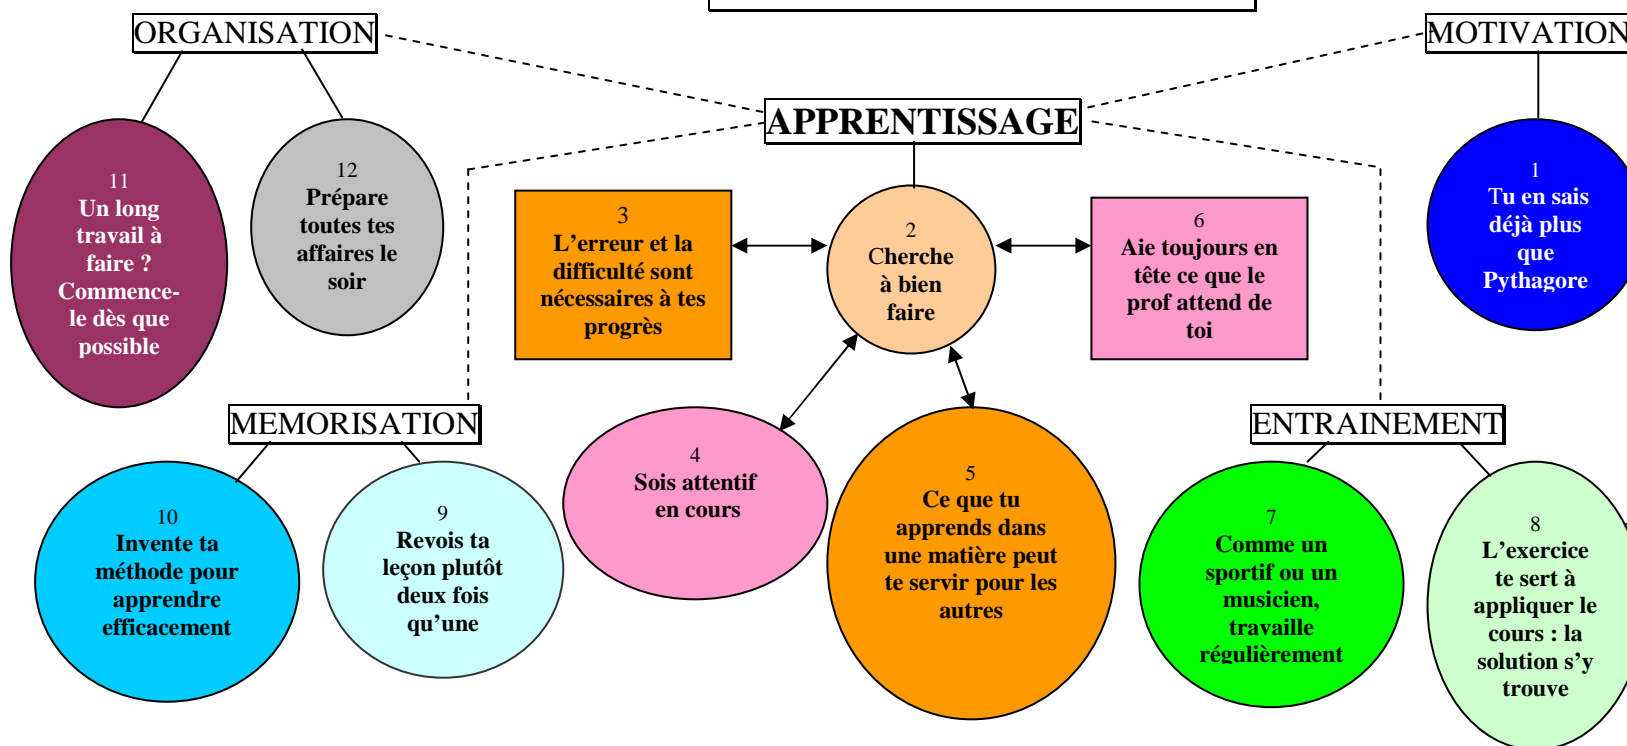 ORGANISATION
MOTIVATION
APPRENTISSAGE
11
Un long
travail à
faire ?
Commence-
le dès que
possible
12
Prépare
toutes tes
affaires le
soir
3
L'erreur et la
difficulté sont
nécessaires à tes
progrès
2
Cherche
à bien
faire
6
Aie toujours en
tête ce que le
prof attend de
toi
1
Tu en sais
déjà plus
que
Pythagore
MEMORISATION
ENTRAINEMENT
10
Invente ta
méthode pour
apprendre
efficacement
9
Revois ta
leçon plutôt
deux fois
qu'une
4
Sois attentif
en cours
5
Ce que tu
apprends dans
une matière peut
te servir pour les
autres
7
Comme un
sportif ou un
musicien,
travaille
régulièrement
8
L'exercice
te sert à
appliquer le
cours : la
solution s'y
trouve